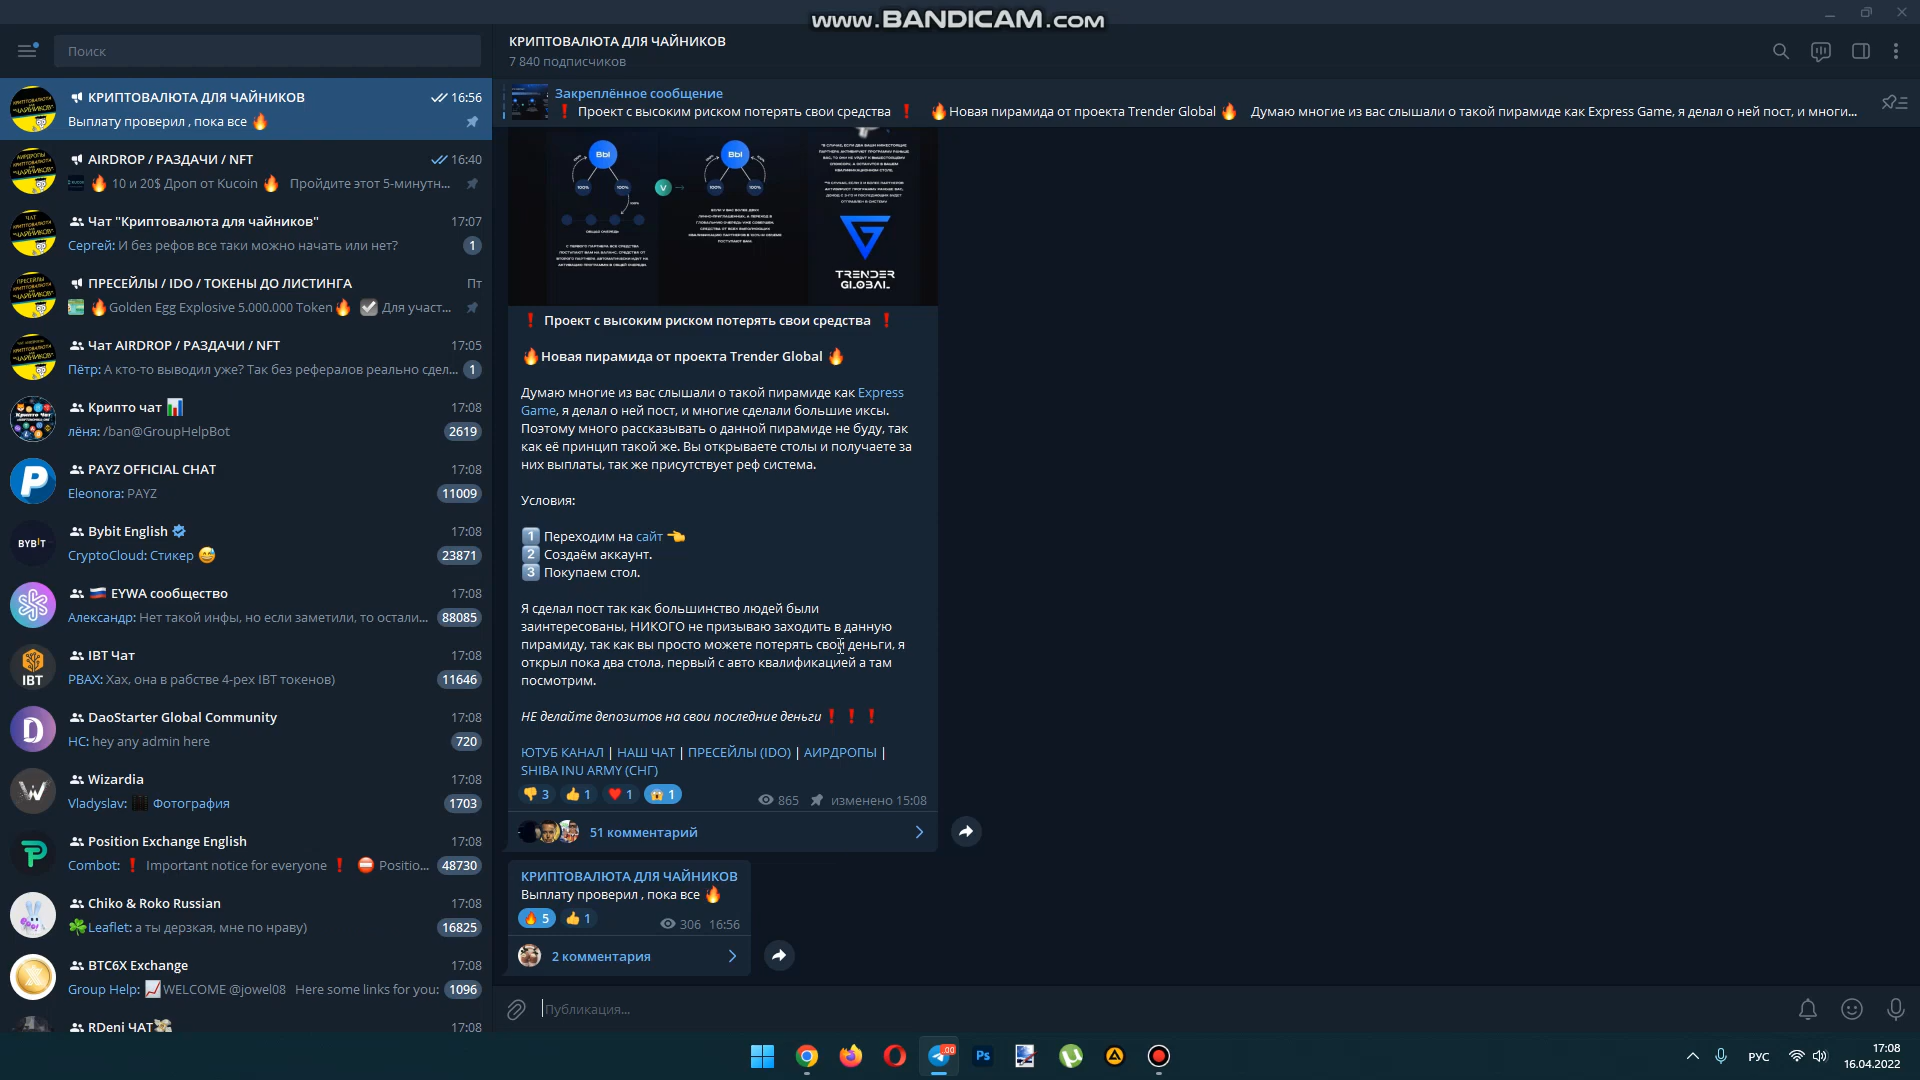 www.BANDICAM.com
Поиск
КРИПТОВАЛЮТА ДЛЯ ЧАЙНИКОВ
16:56
Выплату проверил , пока все 🔥
AIRDROP / РАЗДАЧИ / NFT
16:40
🔥 10 и 20$ Дроп от Kucoin 🔥 Пройдите этот 5-минутн...
Чат "Криптовалюта для чайников"
17:07
Сергей: И без рефов все таки можно начать или нет?
1
ПРЕСЕЙЛЫ / IDO / ТОКЕНЫ ДО ЛИСТИНГА
Пт
🔥Golden Egg Explosive 5.000.000 Token🔥 ☑️ Для участ...
Чат AIRDROP / РАЗДАЧИ / NFT
17:05
Пётр: А кто-то выводил уже? Так без рефералов реально сдел...
1
Крипто чат 📊
17:08
лёня: /ban@GroupHelpBot
2619
PAYZ OFFICIAL CHAT
17:08
Eleonora: PAYZ
11009
BYBIT
Bybit English
17:08
CryptoCloud: Стикер 😅
23871
🇷🇺 EYWA сообщество
17:08
Александр: Нет такой инфы, но если заметили, то остали...
88085
IBT
IBT Чат
17:08
РВАХ: Хах, она в рабстве 4-рех IBT токенов)
11646
DaoStarter Global Community
17:08
HC: hey any admin here
720
Wizardia
17:08
Vladyslav: Фотография
1703
Position Exchange English
17:08
Combot: ❗ Important notice for everyone ❗ ⛔ Positio...
48730
Chiko & Roko Russian
17:08
☘️Leaflet: а ты дерзкая, мне по нраву)
16825
BTC6X Exchange
17:08
Group Help: 📈WELCOME @jowel08 Here some links for you:
1096
RDeni ЧАТ💸
17:08
КРИПТОВАЛЮТА ДЛЯ ЧАЙНИКОВ
7 840 подписчиков
Закреплённое сообщение
❗ Проект с высоким риском потерять свои средства ❗ 🔥Новая пирамида от проекта Trender Global 🔥 Думаю многие из вас слышали о такой пирамиде как Express Game, я делал о ней пост, и многи...
ВЫ
100%
100%
V
ВЫ
100%
100%
ОБЩАЯ ОЧЕРЕДЬ
TRENDER
GLOBAL
❗ Проект с высоким риском потерять свои средства ❗
🔥Новая пирамида от проекта Trender Global 🔥
Думаю многие из вас слышали о такой пирамиде как Express
Game, я делал о ней пост, и многие сделали большие иксы.
Поэтому много рассказывать о данной пирамиде не буду, так
как её принцип такой же. Вы открываете столы и получаете за
них выплаты, так же присутствует реф система.
Условия:
1️⃣ Переходим на сайт 👈
2️⃣ Создаём аккаунт.
3️⃣ Покупаем стол.
Я сделал пост так как большинство людей были
заинтересованы, НИКОГО не призываю заходить в данную
пирамиду, так как вы просто можете потерять свои деньги, я
открыл пока два стола, первый с авто квалификацией а там
посмотрим.
НЕ делайте депозитов на свои последние деньги❗❗❗
ЮТУБ КАНАЛ | НАШ ЧАТ | ПРЕСЕЙЛЫ (IDO) | АИРДРОПЫ |
SHIBA INU ARMY (СНГ)
👎 3 👍 1 ❤️ 1 😱 1
865 изменено 15:08
51 комментарий
КРИПТОВАЛЮТА ДЛЯ ЧАЙНИКОВ
Выплату проверил , пока все 🔥
🔥 5 👍 1
306 16:56
2 комментария
Публикация...
Ps
РУС
17:08
16.04.2022